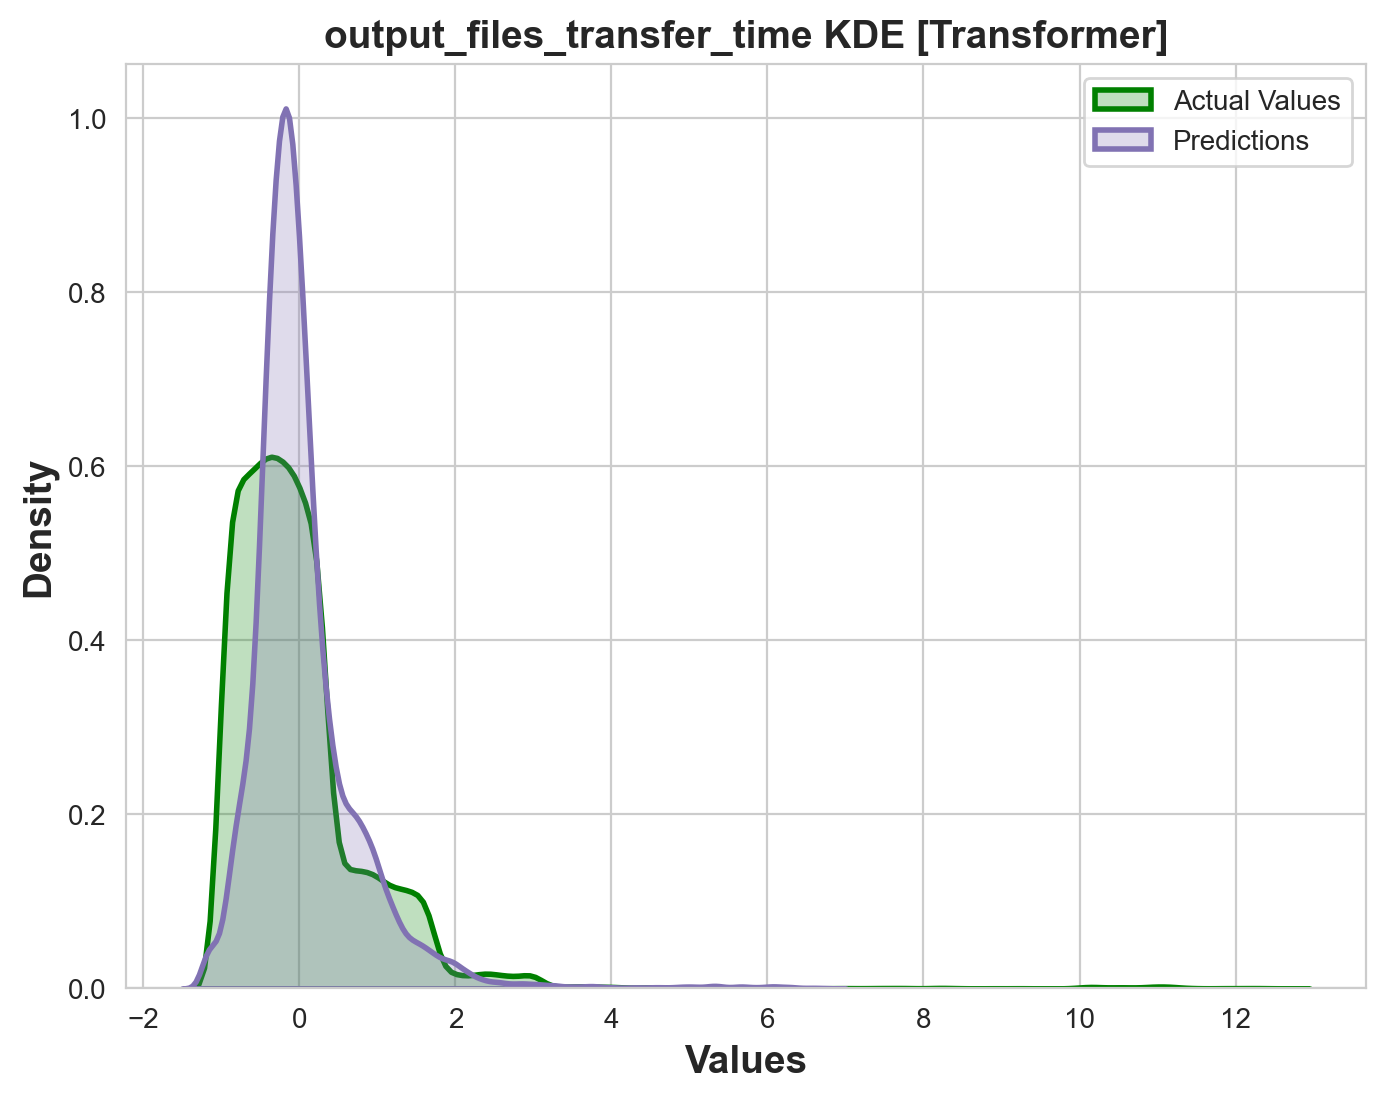 output_files_transfer_time KDE [Transformer]
Actual Values
Predictions
Density
1.0
0.8
0.6
0.4
0.2
0.0
−2 0 2 4 6 8 10 12
Values